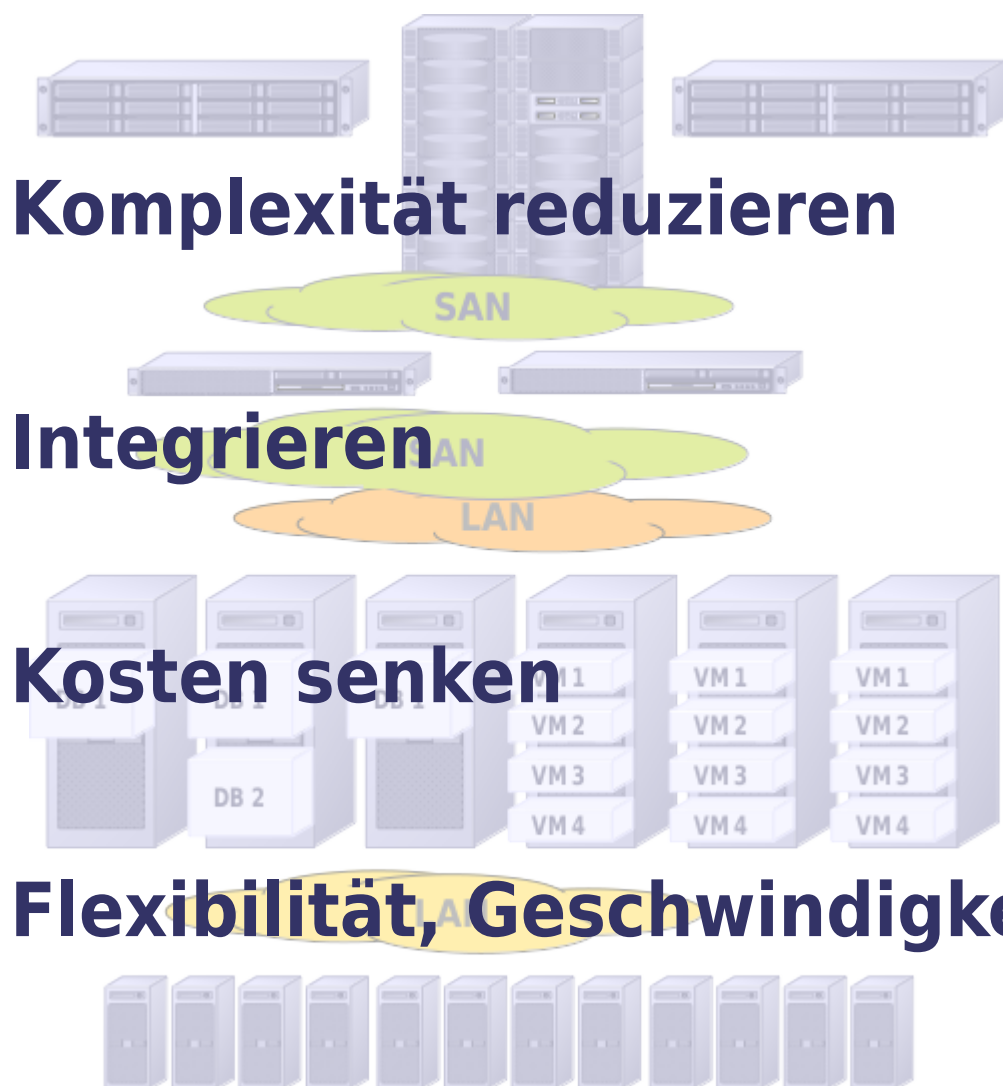 Komplexität reduzieren
SAN
Integrieren
SAN
LAN
Kosten senken
DB 1 DB 1 DB 1 VM 1 VM 1 VM 1
VM 2 VM 2 VM 2
DB 2 VM 3 VM 3 VM 3
VM 4 VM 4 VM 4
Flexibilität, Geschwindigke
LAN